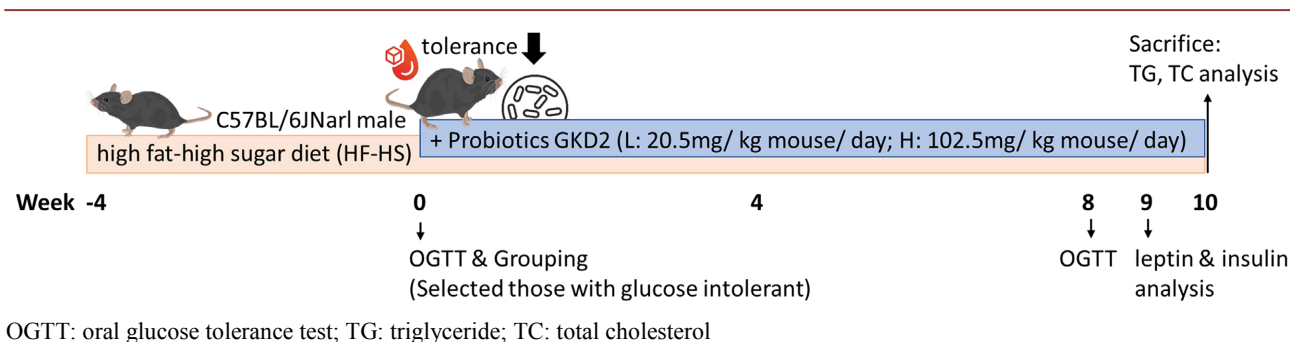 tolerance
Sacrifice:
TG, TC analysis
C57BL/6JNarl male
+ Probiotics GKD2 (L: 20.5mg/ kg mouse/ day; H: 102.5mg/ kg mouse/ day)
high fat-high sugar diet (HF-HS)
Week -4 0 4 8 9 10
OGTT & Grouping
(Selected those with glucose intolerant)
OGTT
leptin & insulin
analysis
OGTT: oral glucose tolerance test; TG: triglyceride; TC: total cholesterol